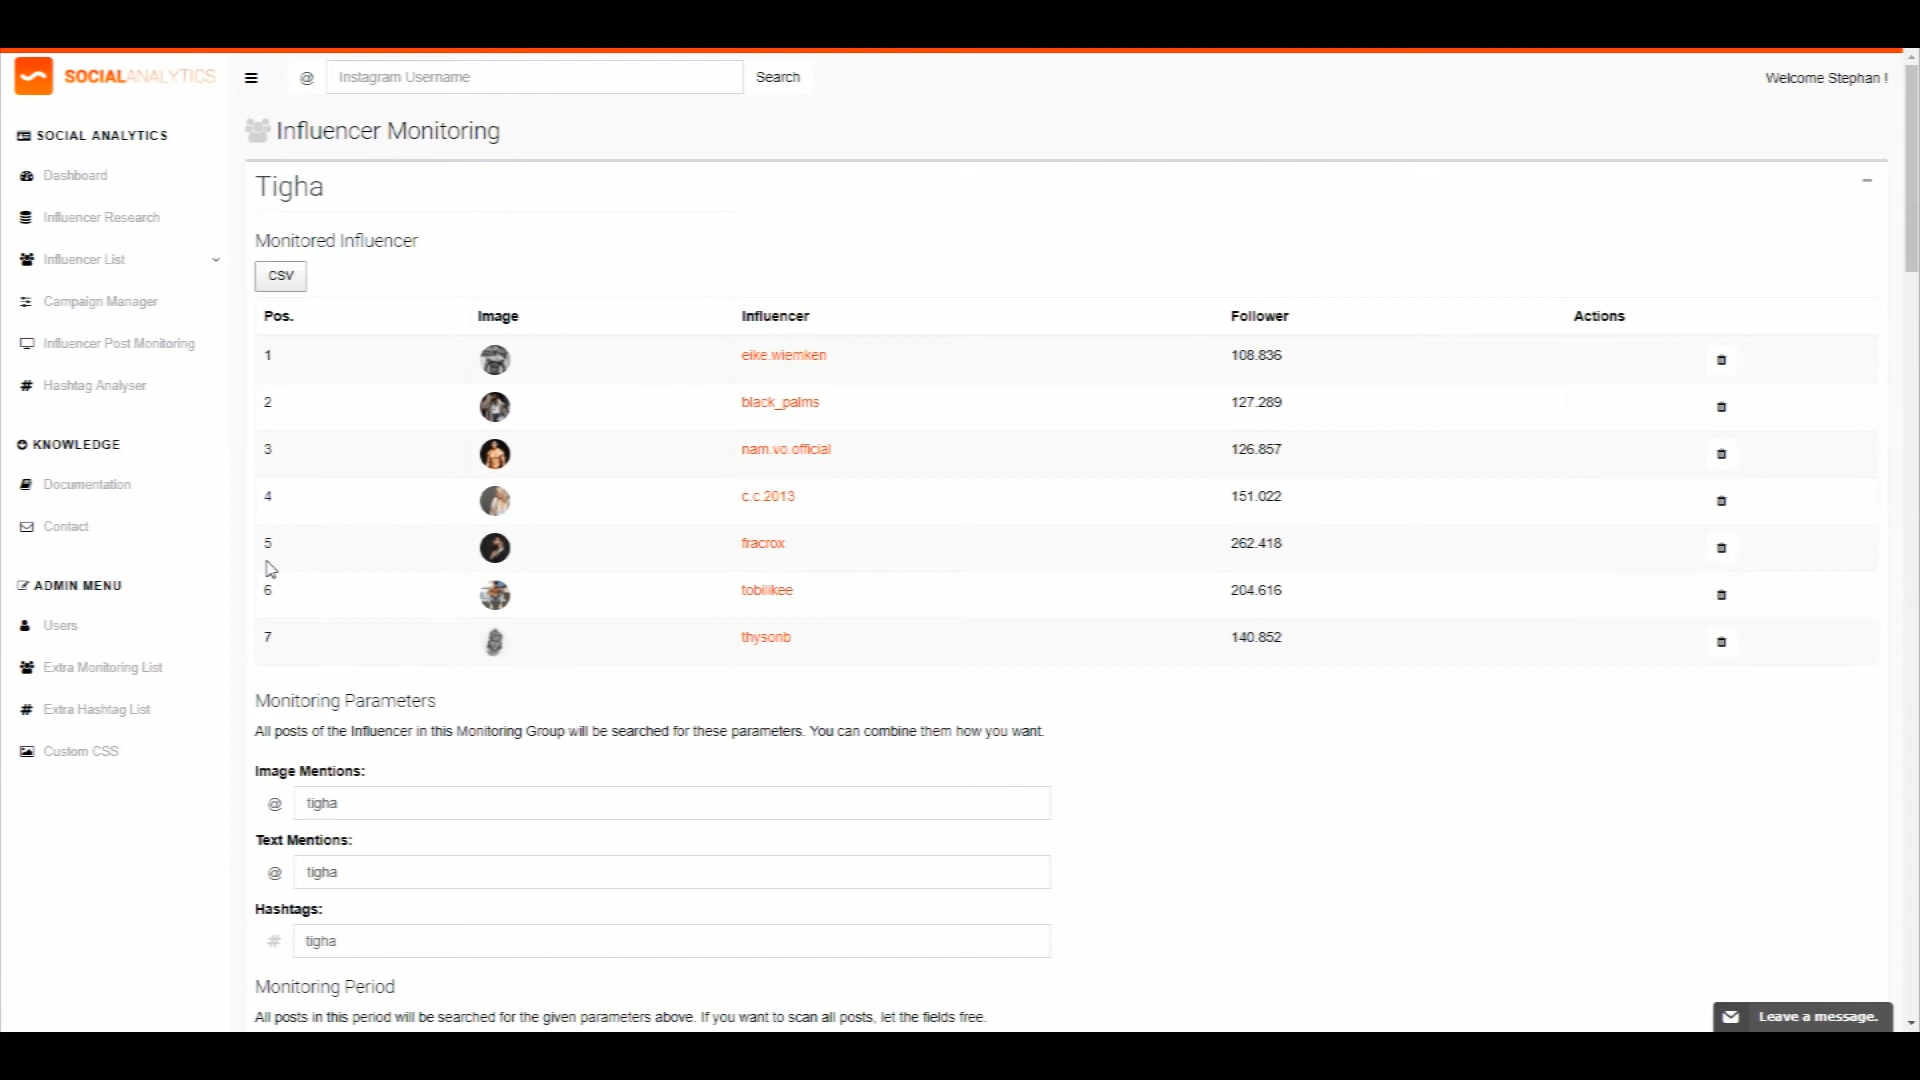 SOCIALANALYTICS
@ Instagram Username Search
Welcome Stephan !
SOCIAL ANALYTICS
Dashboard
Influencer Research
Influencer List
Campaign Manager
Influencer Post Monitoring
# Hashtag Analyser
KNOWLEDGE
Documentation
Contact
ADMIN MENU
Users
Extra Monitoring List
# Extra Hashtag List
Custom CSS
Influencer Monitoring
Tigha
Monitored Influencer
CSV
Pos. Image Influencer Follower Actions
1 eike.wiemken 108.836
2 black_palms 127.289
3 nam.vo.official 126.857
4 c.c.2013 151.022
5 fracrox 262.418
6 tobiiikee 204.616
7 thysonb 140.852
Monitoring Parameters
All posts of the Influencer in this Monitoring Group will be searched for these parameters. You can combine them how you want.
Image Mentions:
@ tigha
Text Mentions:
@ tigha
Hashtags:
# tigha
Monitoring Period
All posts in this period will be searched for the given parameters above. If you want to scan all posts, let the fields free.
Leave a message.